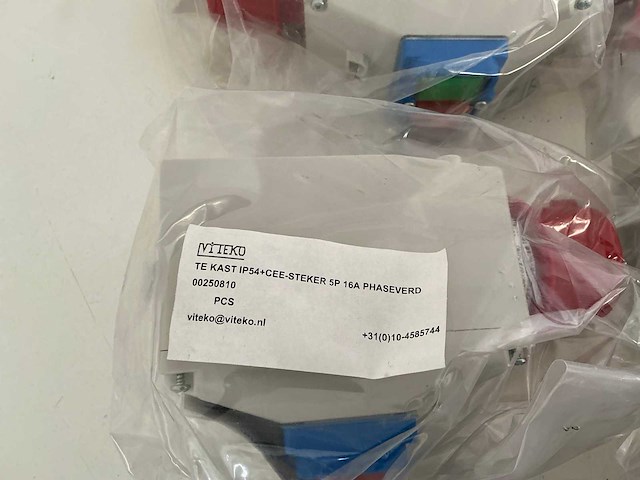 VITEKO
TE KAST IP54+CEE-STEKER 5P 16A PHASEVERD
00250810
PCS
viteko@viteko.nl
+31(0)10-4585744